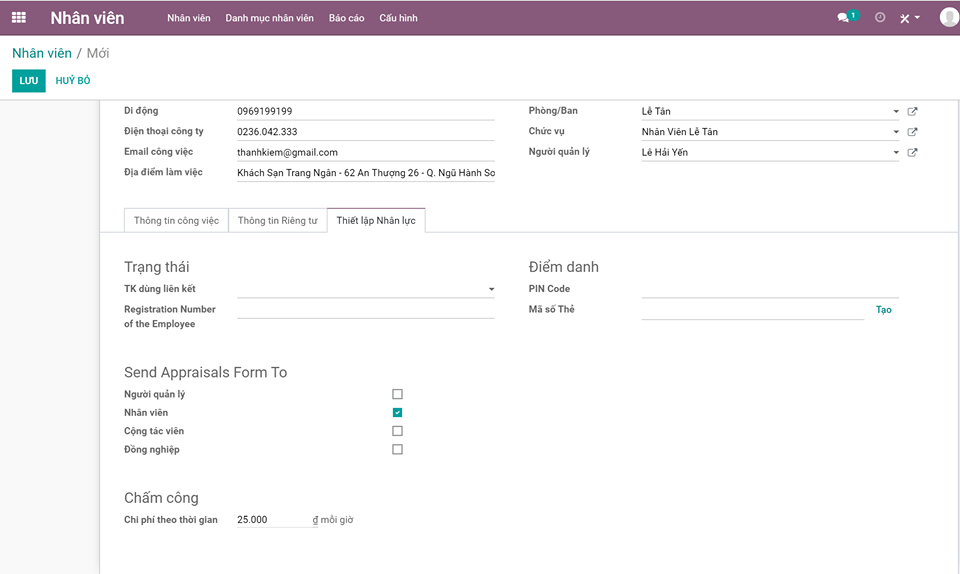 Nhân viên Nhân viên Danh mục nhân viên Báo cáo Cấu hình 1
Nhân viên / Mới
LƯU HUỶ BỎ
Di động 0969199199 Phòng/Ban Lễ Tân
Điện thoại công ty 0236.042.333 Chức vụ Nhân Viên Lễ Tân
Email công việc thanhkiem@gmail.com Người quản lý Lê Hải Yến
Địa điểm làm việc Khách Sạn Trang Ngân - 62 An Thượng 26 - Q. Ngũ Hành So
Thông tin công việc Thông tin Riêng tư Thiết lập Nhân lực
Trạng thái Điểm danh
TK dùng liên kết PIN Code
Registration Number Mã số Thẻ Tạo
of the Employee
Send Appraisals Form To
Người quản lý
Nhân viên
Cộng tác viên
Đồng nghiệp
Chấm công
Chi phí theo thời gian 25.000 ₫ mỗi giờ